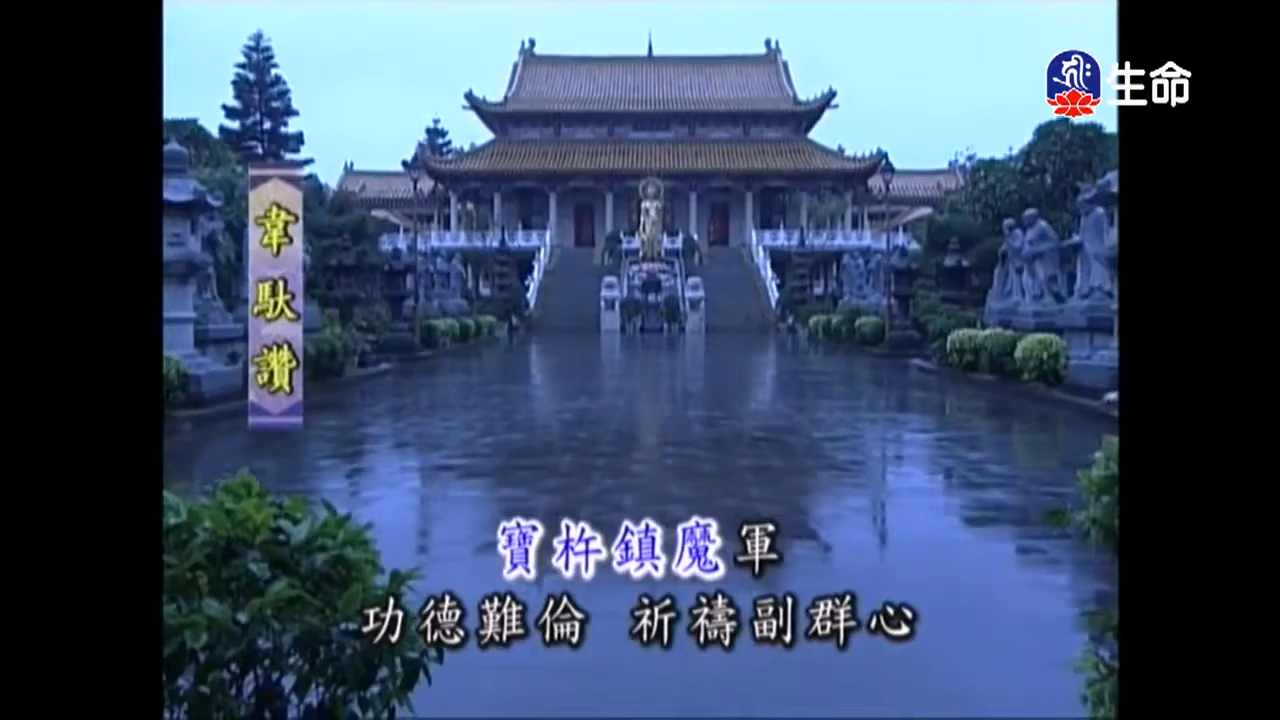 生命
韋馱讚
寶杵鎮魔軍
功德難倫 祈禱副群心